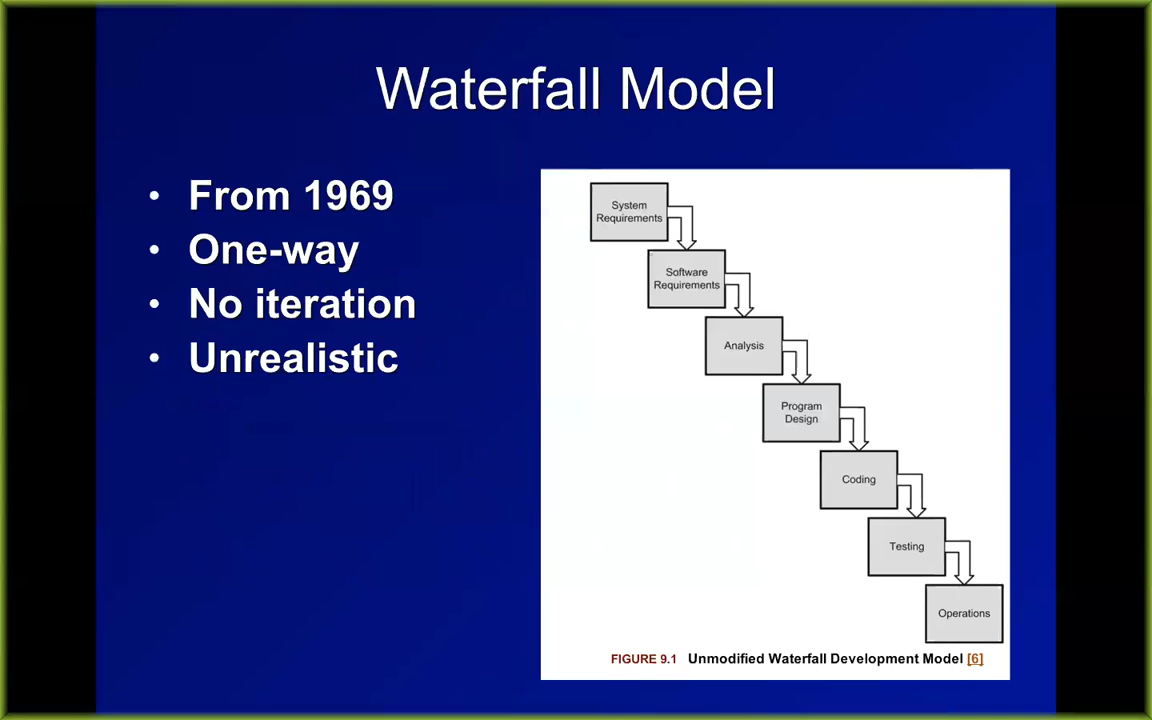 Waterfall Model
• From 1969
• One-way
• No iteration
• Unrealistic
System
Requirements
Software
Requirements
Analysis
Program
Design
Coding
Testing
Operations
FIGURE 9.1 Unmodified Waterfall Development Model [6]